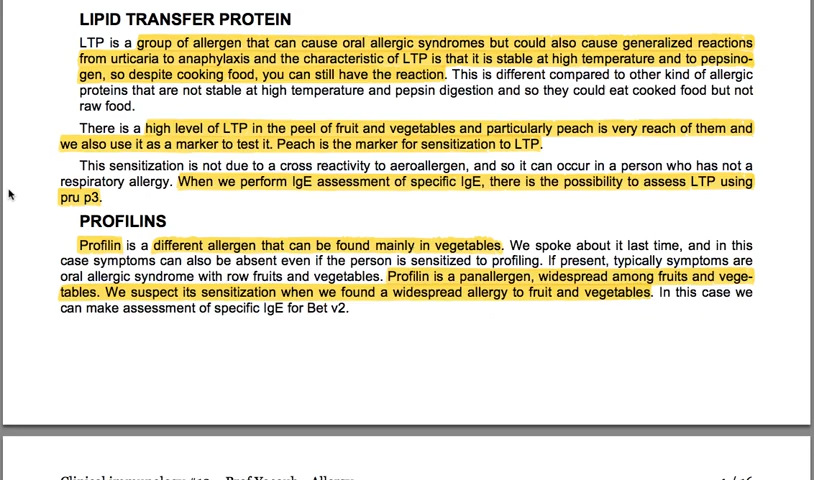 LIPID TRANSFER PROTEIN
LTP is a group of allergen that can cause oral allergic syndromes but could also cause generalized reactions
from urticaria to anaphylaxis and the characteristic of LTP is that it is stable at high temperature and to pepsino-
gen, so despite cooking food, you can still have the reaction. This is different compared to other kind of allergic
proteins that are not stable at high temperature and pepsin digestion and so they could eat cooked food but not
raw food.
There is a high level of LTP in the peel of fruit and vegetables and particularly peach is very reach of them and
we also use it as a marker to test it. Peach is the marker for sensitization to LTP.
This sensitization is not due to a cross reactivity to aeroallergen, and so it can occur in a person who has not a
respiratory allergy. When we perform IgE assessment of specific IgE, there is the possibility to assess LTP using
pru p3.
PROFILINS
Profilin is a different allergen that can be found mainly in vegetables. We spoke about it last time, and in this
case symptoms can also be absent even if the person is sensitized to profiling. If present, typically symptoms are
oral allergic syndrome with row fruits and vegetables. Profilin is a panallergen, widespread among fruits and vege-
tables. We suspect its sensitization when we found a widespread allergy to fruit and vegetables. In this case we
can make assessment of specific IgE for Bet v2.
Clinical immunology Prof Allergy